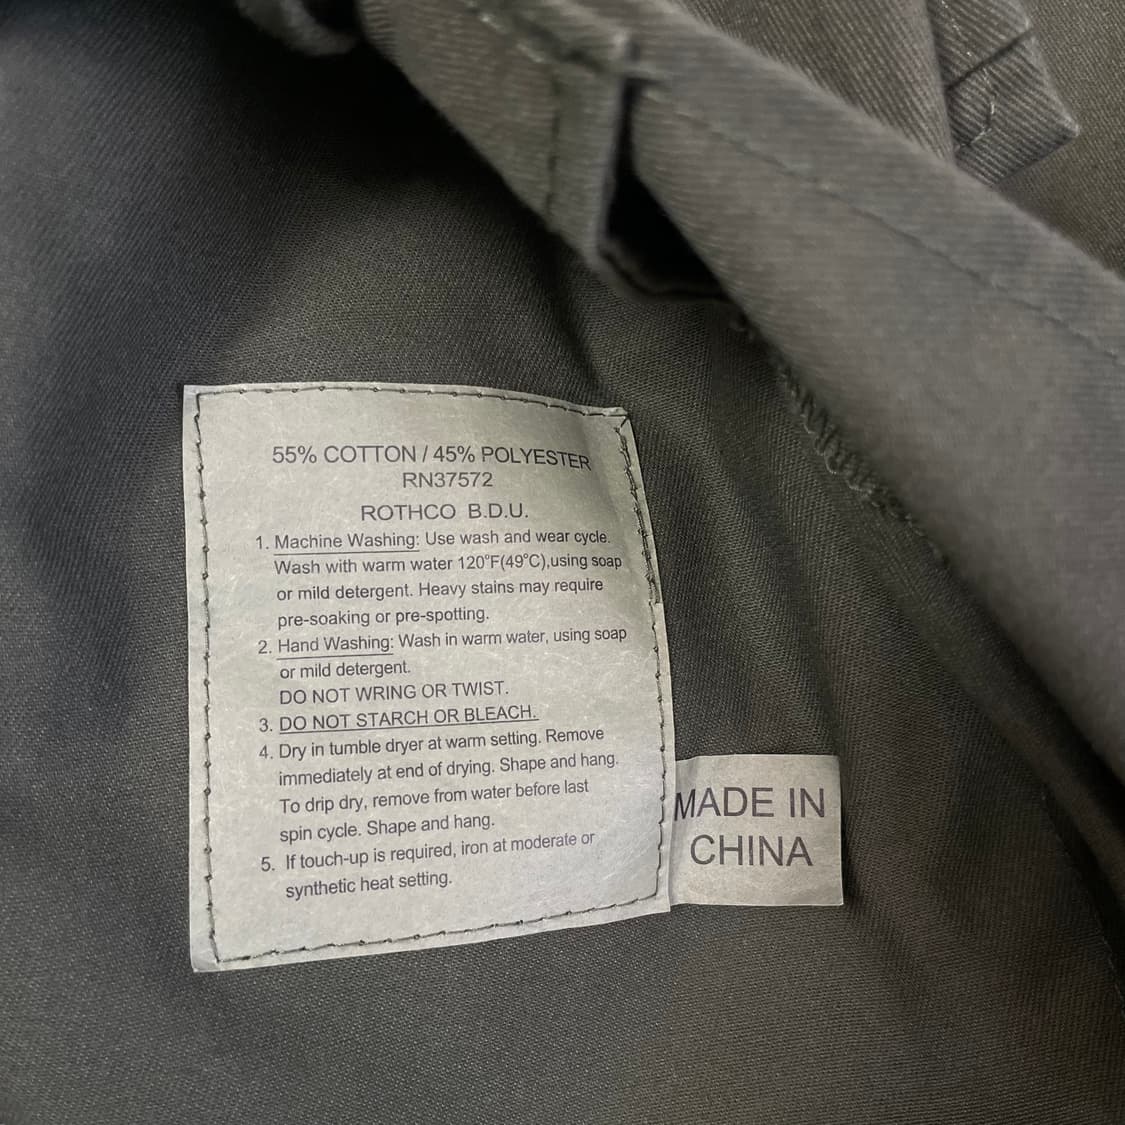 55% COTTON / 45% POLYESTER
RN37572
ROTHCO B.D.U.
1. Machine Washing: Use wash and wear cycle.
Wash with warm water 120°F(49°C),using soap
or mild detergent. Heavy stains may require
pre-soaking or pre-spotting.
2. Hand Washing: Wash in warm water, using soap
or mild detergent.
DO NOT WRING OR TWIST.
3. DO NOT STARCH OR BLEACH.
4. Dry in tumble dryer at warm setting. Remove
immediately at end of drying. Shape and hang.
To drip dry, remove from water before last
spin cycle. Shape and hang.
5. If touch-up is required, iron at moderate or
synthetic heat setting.
MADE IN
CHINA